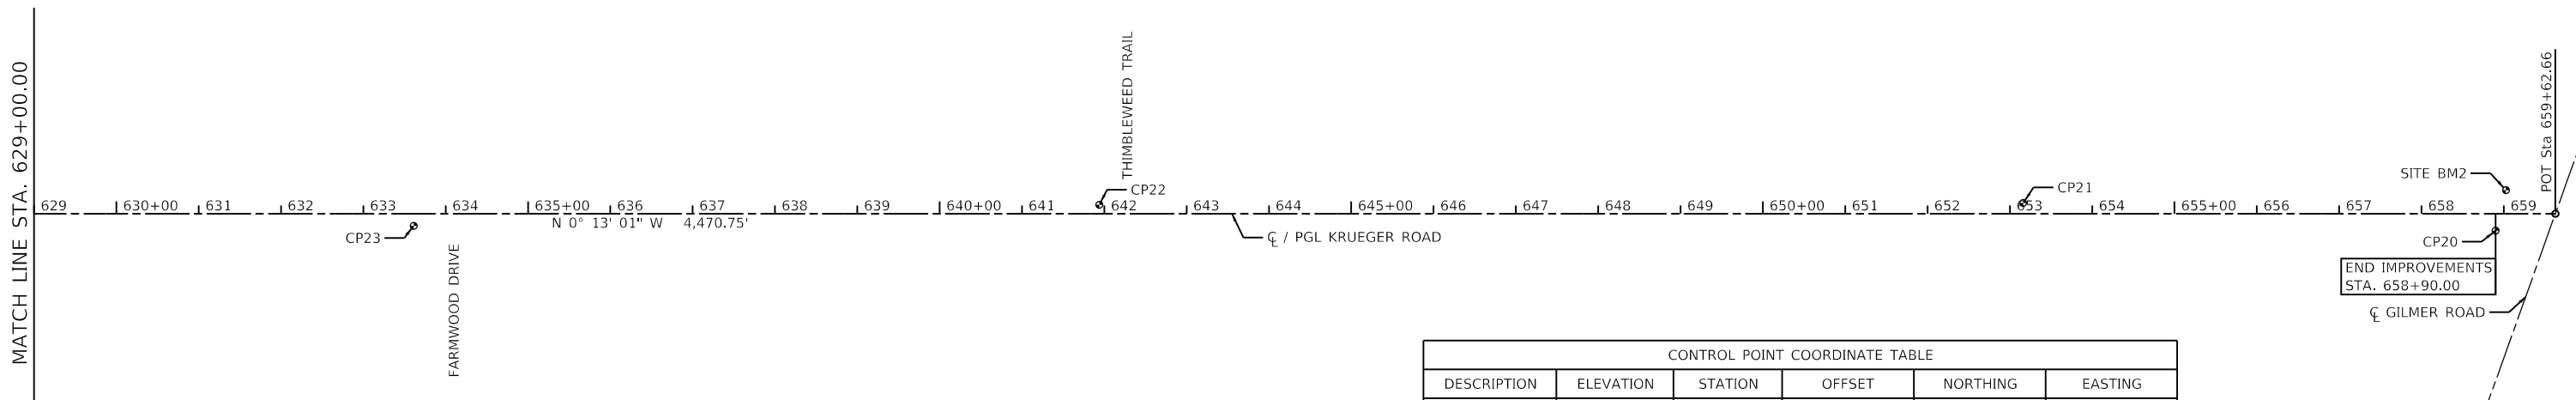 MATCH LINE STA. 629+00.00
THIMBLEWEED TRAIL
POT Sta 659+62.66
SITE BM2
CP22
CP21
629 630+00 631 632 633 634 635+00 636 637 638 639 640+00 641 642 643 644 645+00 646 647 648 649 650+00 651 652 653 654 655+00 656 657 658 659
N 0° 13' 01" W 4,470.75'
CP23
℄ / PGL KRUEGER ROAD
CP20
FARMWOOD DRIVE
END IMPROVEMENTS
STA. 658+90.00
℄ GILMER ROAD
CONTROL POINT COORDINATE TABLE
DESCRIPTION ELEVATION STATION OFFSET NORTHING EASTING